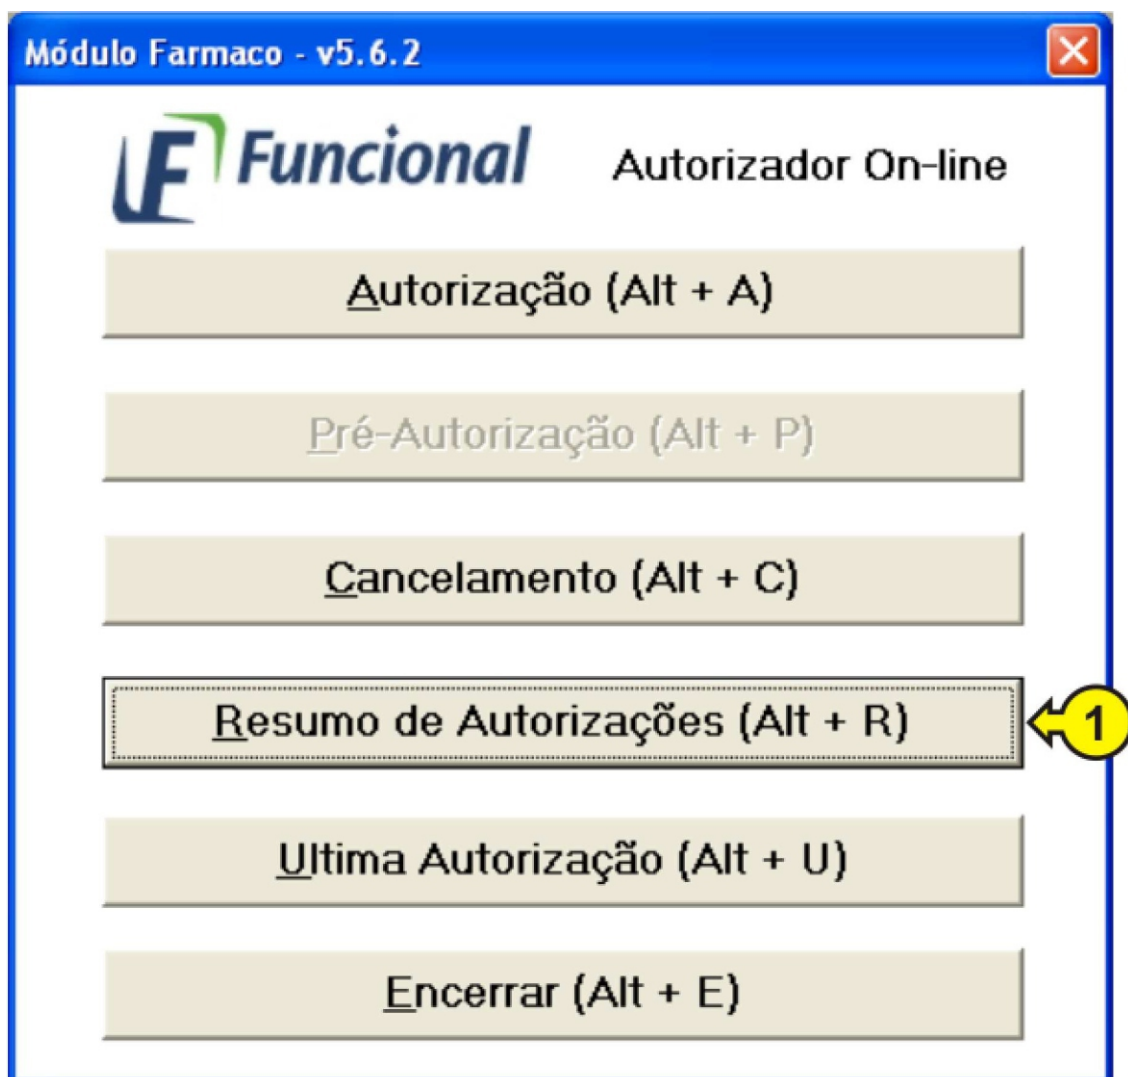 Módulo Farmaco - v5.6.2
Funcional Autorizador On-line
Autorização (Alt + A)
Pré-Autorização (Alt + P)
Cancelamento (Alt + C)
Resumo de Autorizações (Alt + R)
1
Ultima Autorização (Alt + U)
Encerrar (Alt + E)